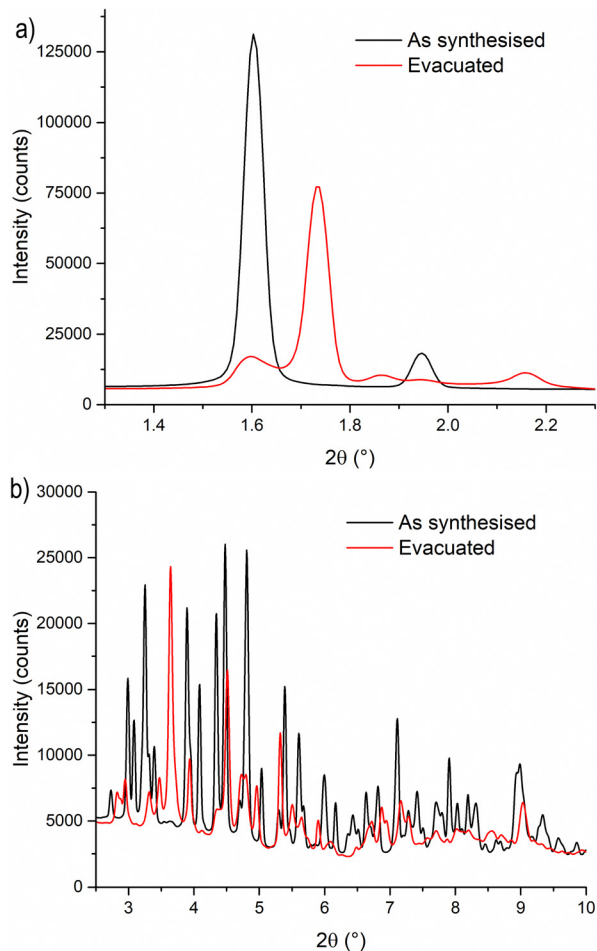 a)
As synthesised
Evacuated
Intensity (counts)
125000
100000
75000
50000
25000
0
1.4 1.6 1.8 2.0 2.2
2θ (°)
b)
As synthesised
Evacuated
Intensity (counts)
30000
25000
20000
15000
10000
5000
0
3 4 5 6 7 8 9 10
2θ (°)